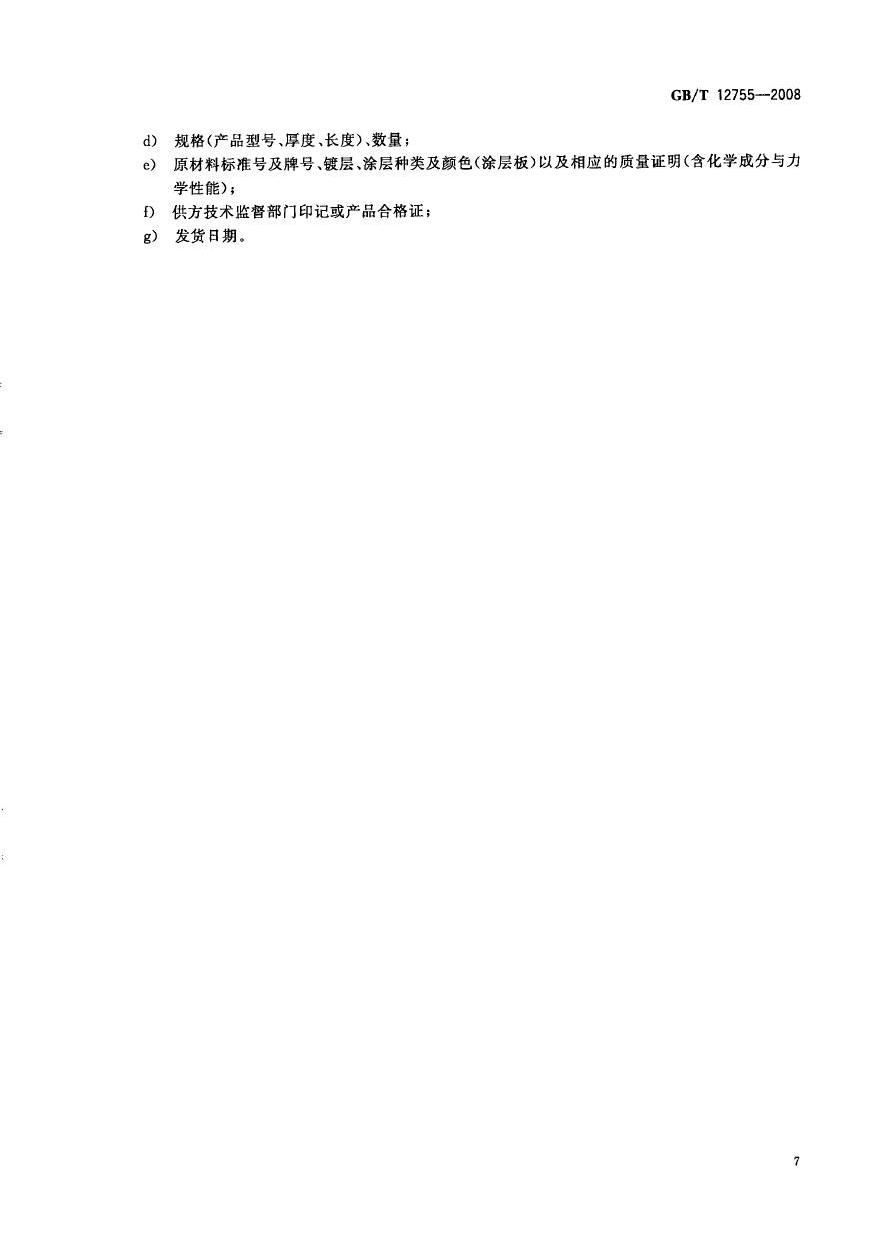 GB/T 12755—2008
d) 规格(产品型号、厚度、长度)、数量;
e) 原材料标准号及牌号、镀层、涂层种类及颜色(涂层板)以及相应的质量证明(含化学成分与力
学性能);
f) 供方技术监督部门印记或产品合格证;
g) 发货日期。
7